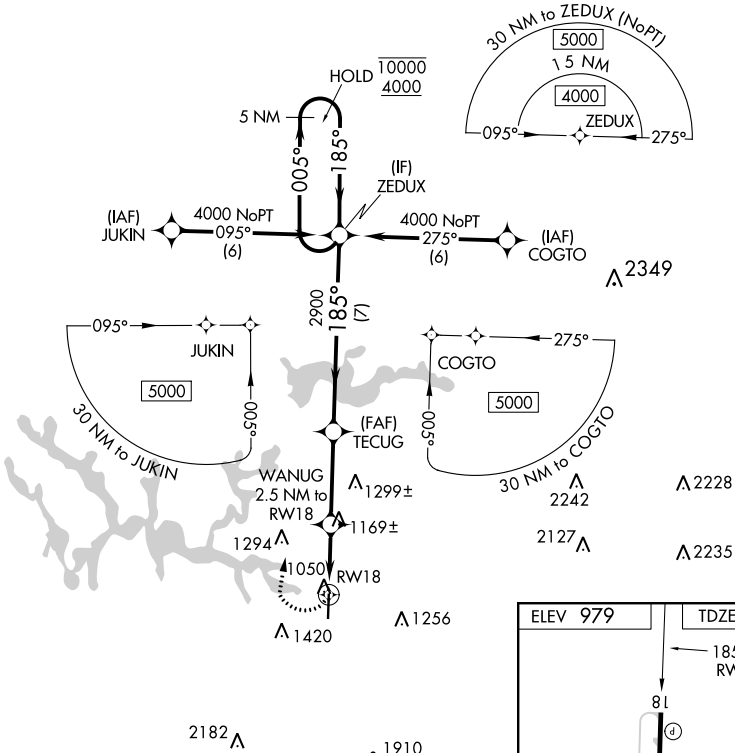 30 NM to ZEDUX (NoPT)
5000
15 NM
4000
ZEDUX
095°
275°
HOLD 10000
4000
5 NM
005°
185°
(IF)
ZEDUX
(IAF)
JUKIN
4000 NoPT
095°
(6)
4000 NoPT
275°
(6)
(IAF)
COGTO
2349
2900
185°
(7)
095°
JUKIN
5000
005°
30 NM to JUKIN
275°
COGTO
5000
005°
30 NM to COGTO
(FAF)
TECUG
WANUG
2.5 NM to
RW18
1299±
1169±
2242
2228
1294
2127
2235
1050
RW18
1420
1256
2182
1910
ELEV 979
TDZE
185
RW
18
P